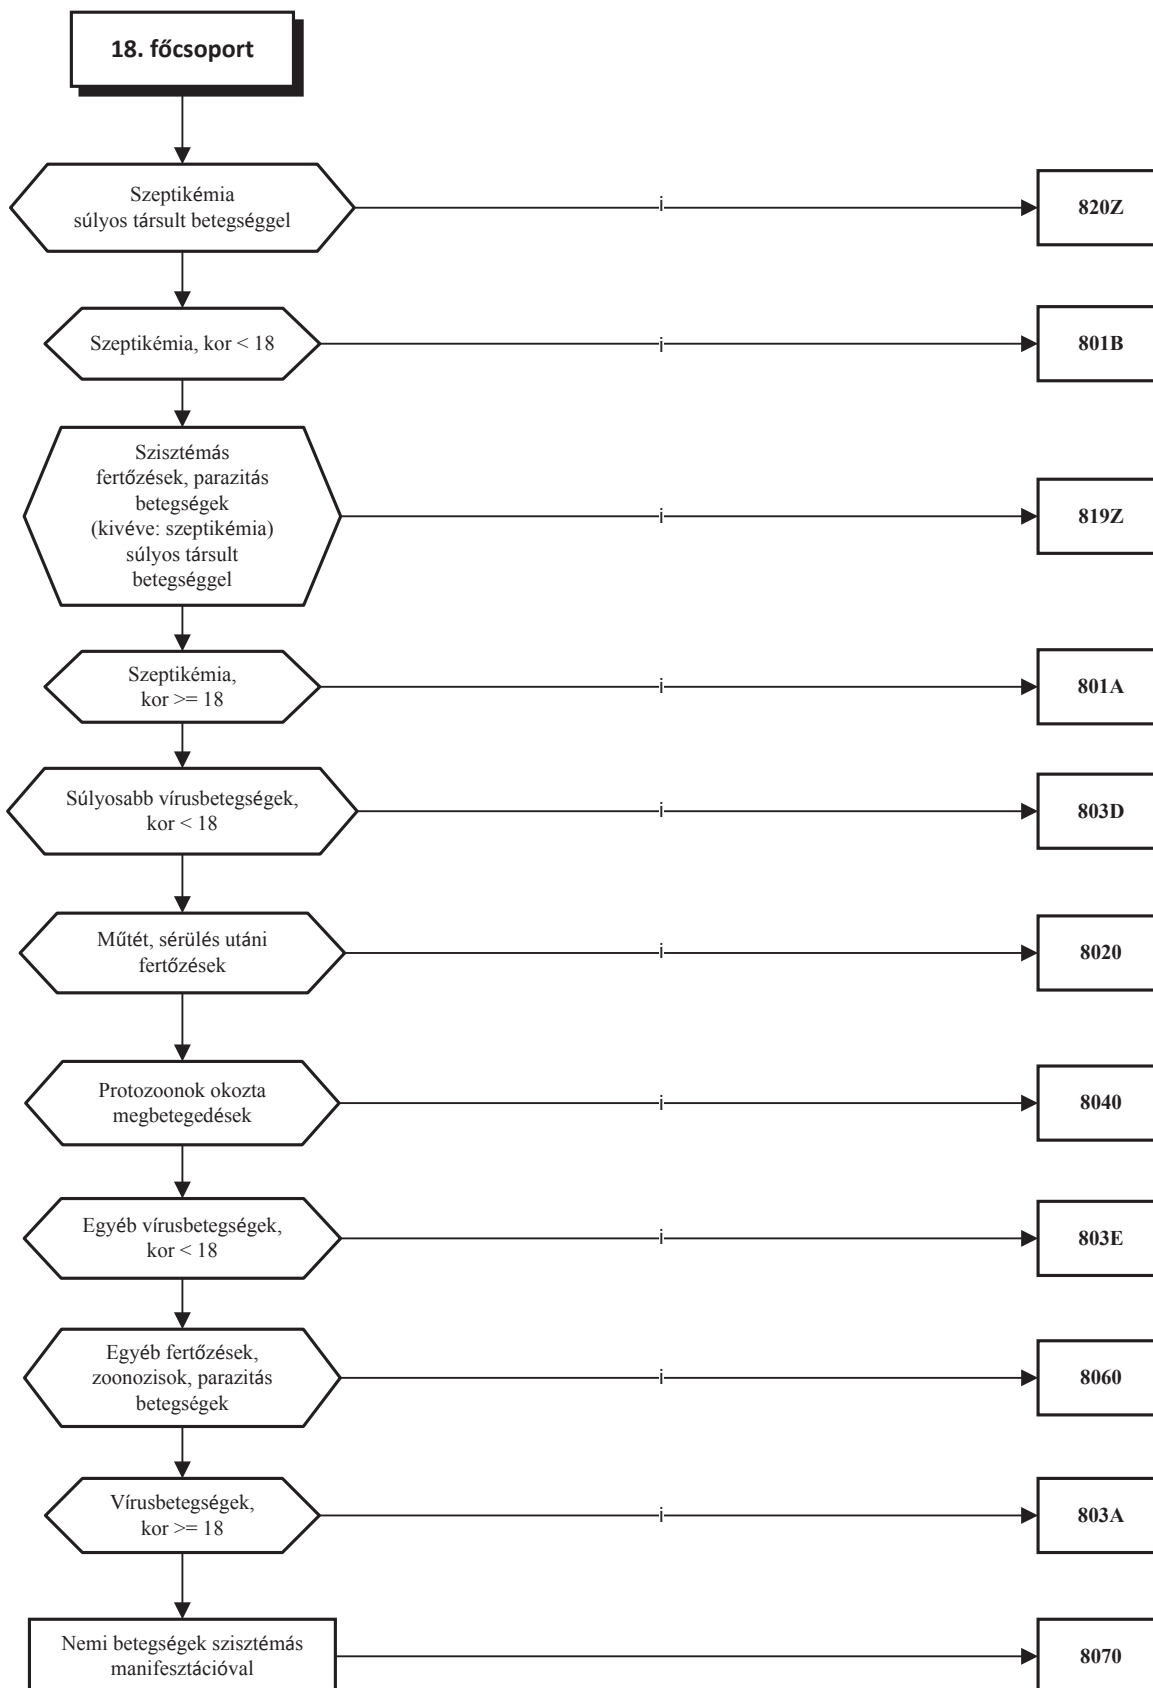 18. főcsoport
Szeptikémia
súlyos társult betegséggel
i
820Z
Szeptikémia, kor < 18
i
801B
Szisztémás
fertőzések, parazitás
betegségek
(kivéve: szeptikémia)
súlyos társult
betegséggel
i
819Z
Szeptikémia,
kor >= 18
i
801A
Súlyosabb vírusbetegségek,
kor < 18
i
803D
Műtét, sérülés utáni
fertőzések
i
8020
Protozoonok okozta
megbetegedések
i
8040
Egyéb vírusbetegségek,
kor < 18
i
803E
Egyéb fertőzések,
zoonozisok, parazitás
betegségek
i
8060
Vírusbetegségek,
kor >= 18
i
803A
Nemi betegségek szisztémás
manifesztációval
8070